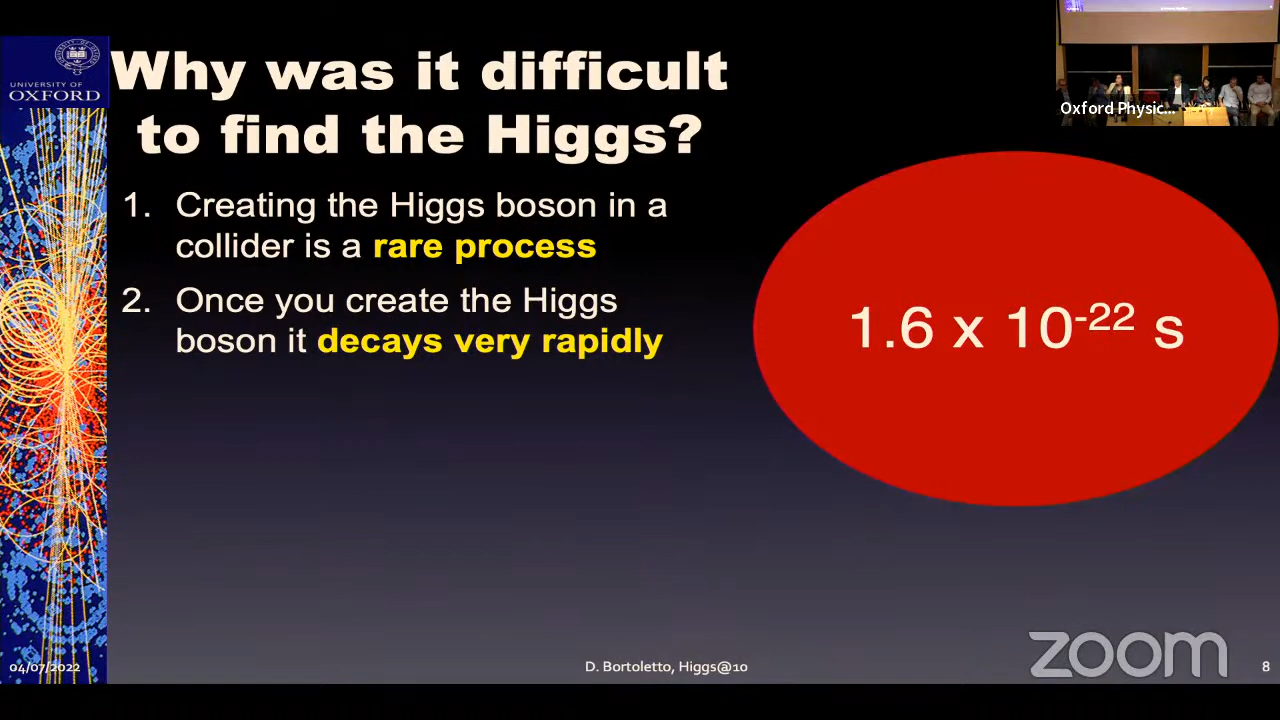 UNIVERSITY OF
OXFORD
Why was it difficult
to find the Higgs?
1. Creating the Higgs boson in a
collider is a rare process
2. Once you create the Higgs
boson it decays very rapidly
1.6 x 10⁻²² s
Oxford Physic...
04/07/2022
D. Bortoletto, Higgs@10
8
zoom